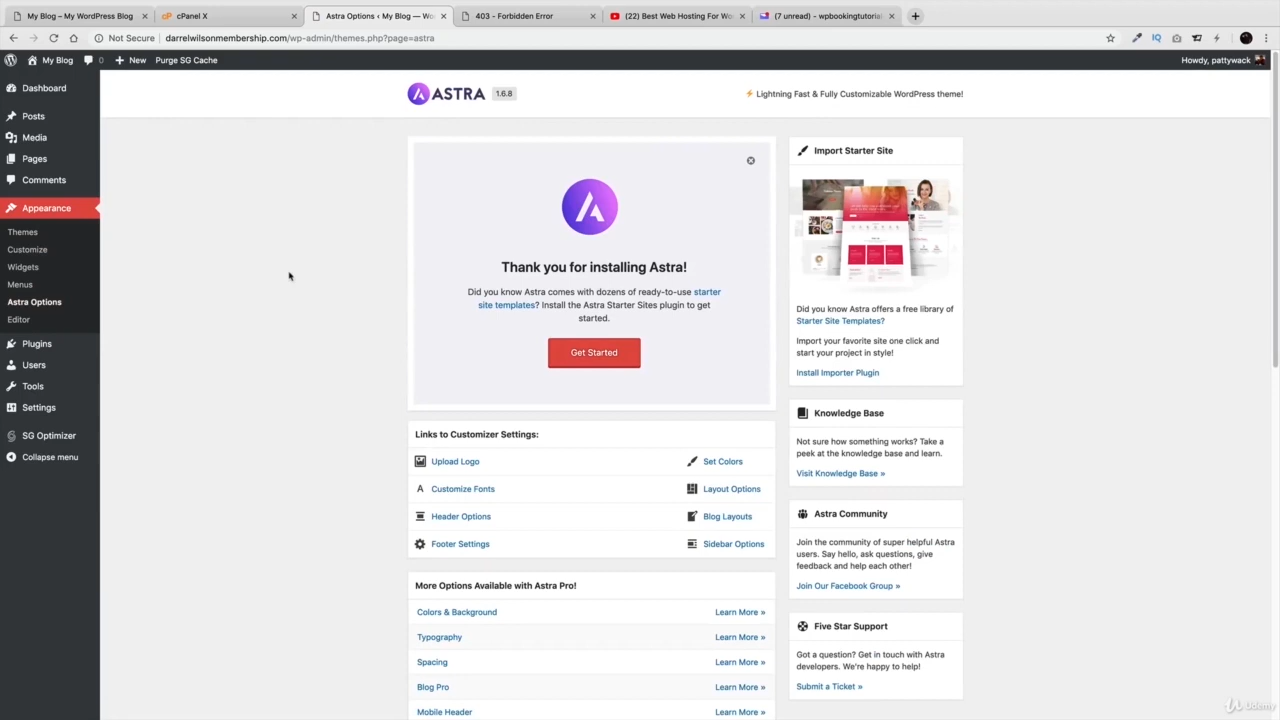 My Blog – My WordPress Blog
cPanel X
Astra Options ‹ My Blog — Wo
403 - Forbidden Error
(22) Best Web Hosting For Wo
(7 unread) - wpbookingtutorial
Not Secure | darrelwilsonmembership.com/wp-admin/themes.php?page=astra
My Blog 0 + New Purge SG Cache
Howdy, pattywack
Dashboard
Posts
Media
Pages
Comments
Appearance
Themes
Customize
Widgets
Menus
Astra Options
Editor
Plugins
Users
Tools
Settings
SG Optimizer
Collapse menu
ASTRA 1.6.8
⚡ Lightning Fast & Fully Customizable WordPress theme!
Thank you for installing Astra!
Did you know Astra comes with dozens of ready-to-use starter
site templates? Install the Astra Starter Sites plugin to get
started.
Get Started
Links to Customizer Settings:
Upload Logo
Set Colors
Customize Fonts
Layout Options
Header Options
Blog Layouts
Footer Settings
Sidebar Options
More Options Available with Astra Pro!
Colors & Background Learn More »
Typography Learn More »
Spacing Learn More »
Blog Pro Learn More »
Mobile Header Learn More »
Import Starter Site
Did you know Astra offers a free library of
Starter Site Templates?
Import your favorite site one click and
start your project in style!
Install Importer Plugin
Knowledge Base
Not sure how something works? Take a
peek at the knowledge base and learn.
Visit Knowledge Base »
Astra Community
Join the community of super helpful Astra
users. Say hello, ask questions, give
feedback and help each other!
Join Our Facebook Group »
Five Star Support
Got a question? Get in touch with Astra
developers. We're happy to help!
Submit a Ticket »
Udemy